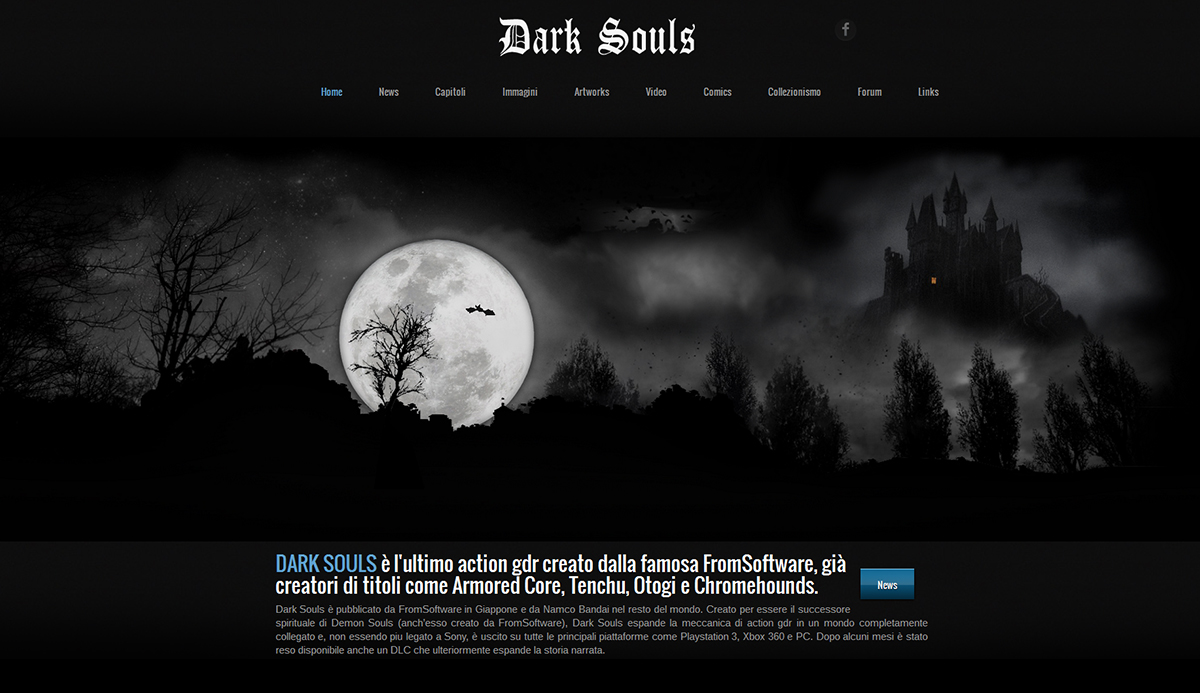 Dark Souls
f
Home News Capitoli Immagini Artworks Video Comics Collezionismo Forum Links
DARK SOULS è l'ultimo action gdr creato dalla famosa FromSoftware, già
creatori di titoli come Armored Core, Tenchu, Otogi e Chromehounds.
News
Dark Souls è pubblicato da FromSoftware in Giappone e da Namco Bandai nel resto del mondo. Creato per essere il successore
spirituale di Demon Souls (anch'esso creato da FromSoftware), Dark Souls espande la meccanica di action gdr in un mondo completamente
collegato e, non essendo piu legato a Sony, è uscito su tutte le principali piattaforme come Playstation 3, Xbox 360 e PC. Dopo alcuni mesi è stato
reso disponibile anche un DLC che ulteriormente espande la storia narrata.